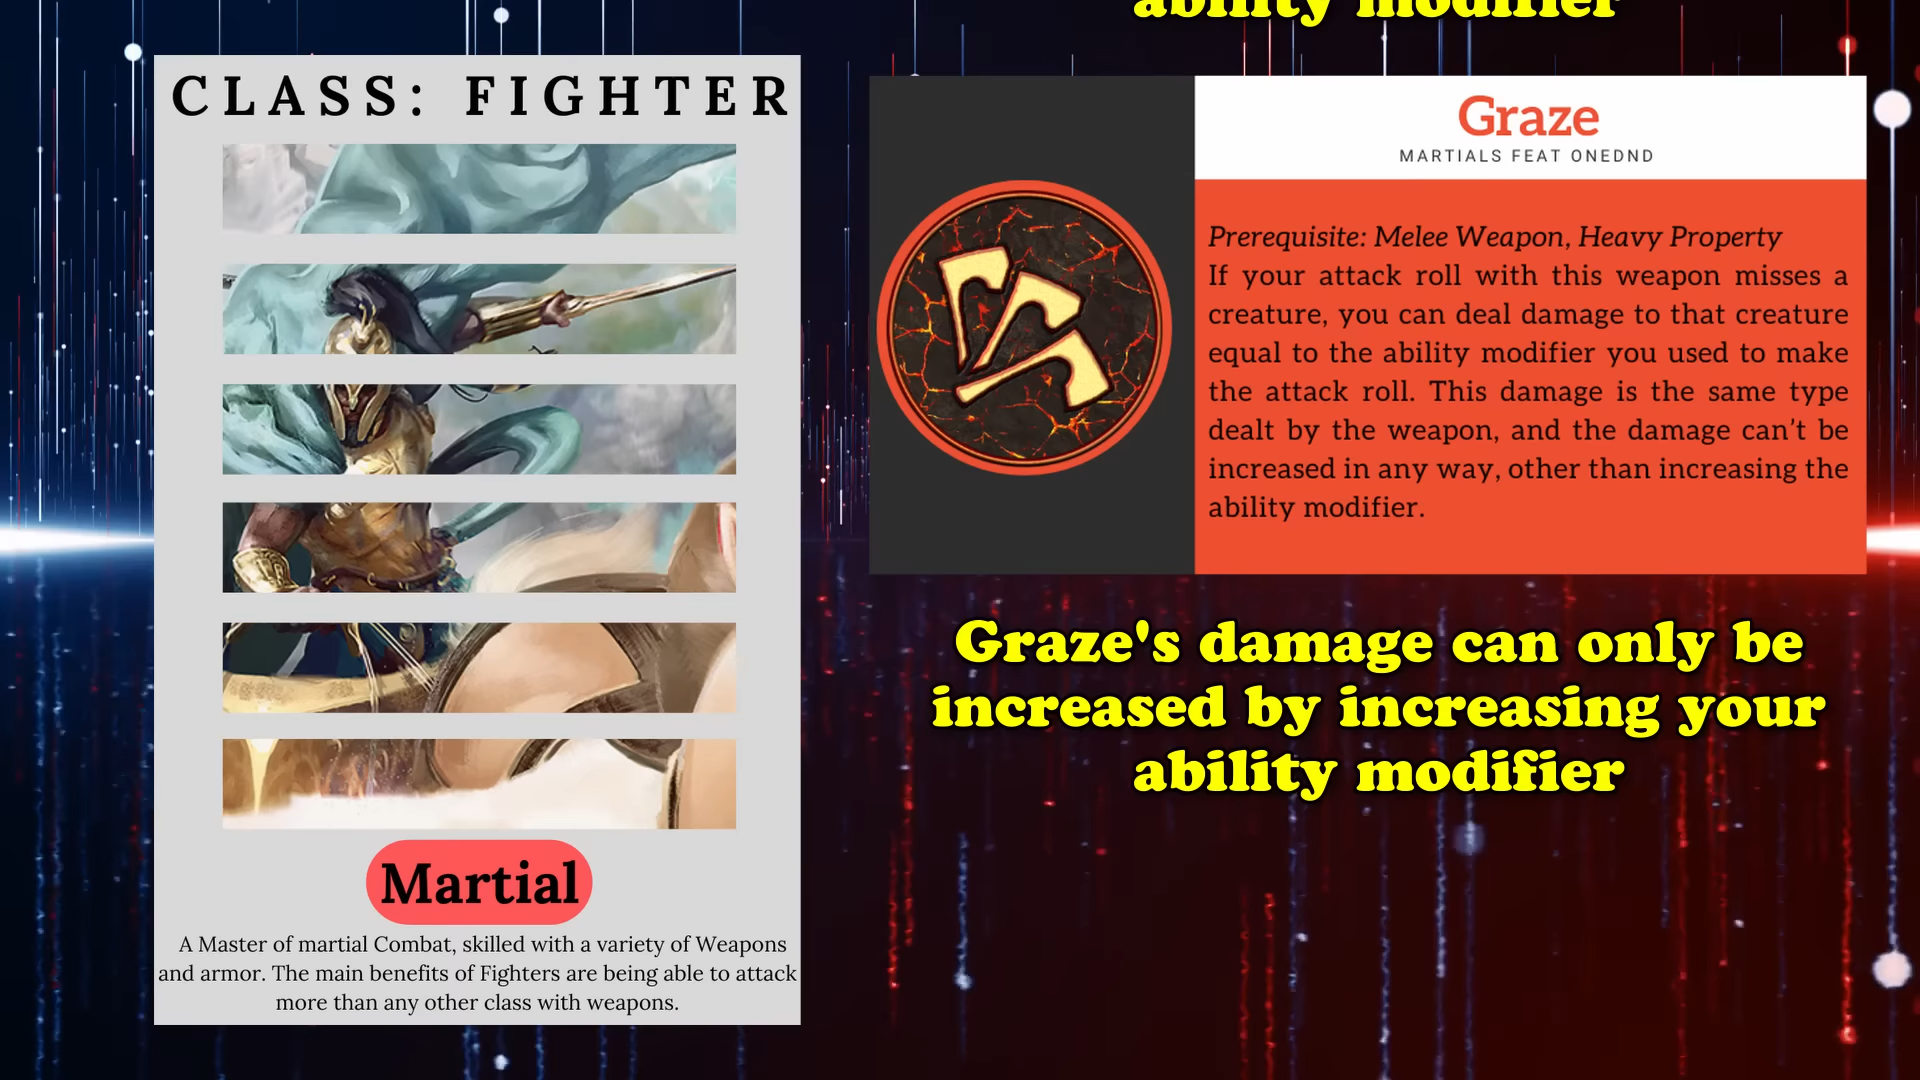 ability modifier
CLASS: FIGHTER
Martial
A Master of martial Combat, skilled with a variety of Weapons
and armor. The main benefits of Fighters are being able to attack
more than any other class with weapons.
Graze
MARTIALS FEAT ONEDND
Prerequisite: Melee Weapon, Heavy Property
If your attack roll with this weapon misses a
creature, you can deal damage to that creature
equal to the ability modifier you used to make
the attack roll. This damage is the same type
dealt by the weapon, and the damage can’t be
increased in any way, other than increasing the
ability modifier.
Graze's damage can only be
increased by increasing your
ability modifier